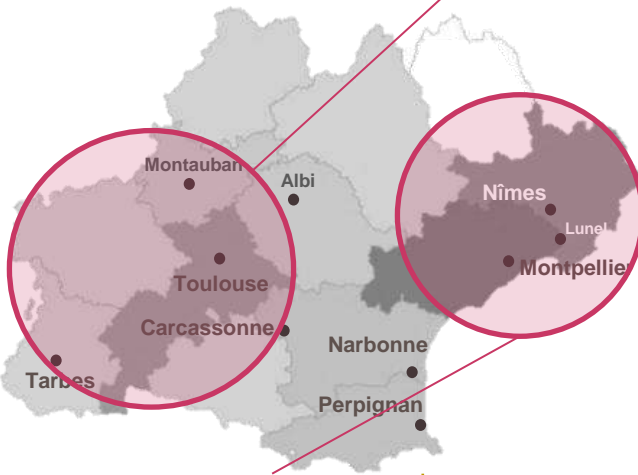 Montauban
Albi
Nîmes
Lunel
Toulouse
Montpellier
Carcassonne
Narbonne
Tarbes
Perpignan